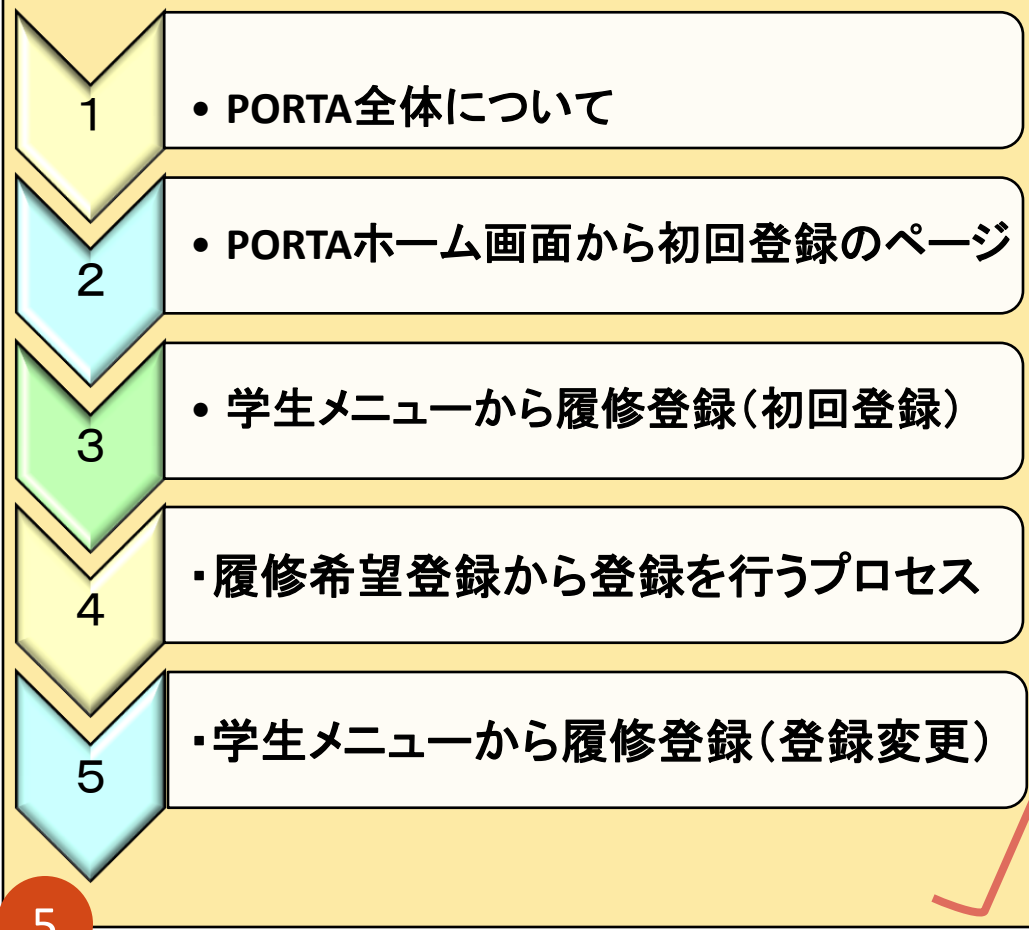 1
• PORTA全体について
2
• PORTAホーム画面から初回登録のページ
3
• 学生メニューから履修登録（初回登録）
4
・履修希望登録から登録を行うプロセス
5
・学生メニューから履修登録（登録変更）
5